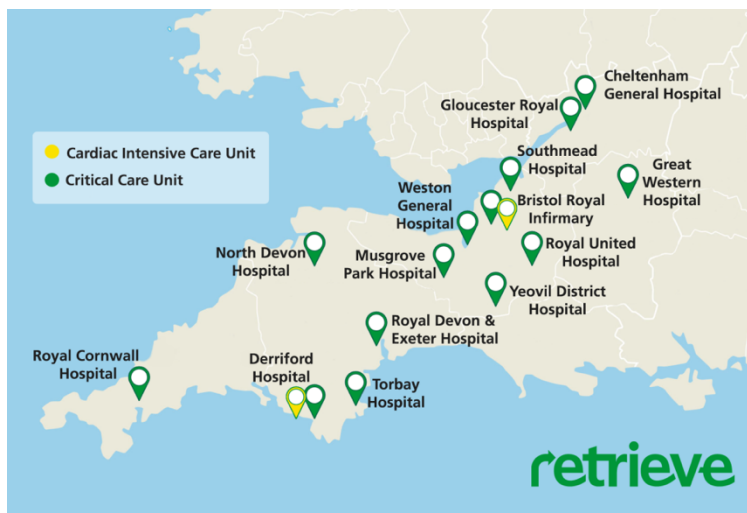 Cheltenham
General Hospital
Gloucester Royal
Hospital
Cardiac Intensive Care Unit
Critical Care Unit
Southmead
Hospital
Great
Western
Hospital
Weston
General
Hospital
Bristol Royal
Infirmary
North Devon
Hospital
Musgrove
Park Hospital
Royal United
Hospital
Yeovil District
Hospital
Royal Devon &
Exeter Hospital
Royal Cornwall
Hospital
Derriford
Hospital
Torbay
Hospital
retrieve